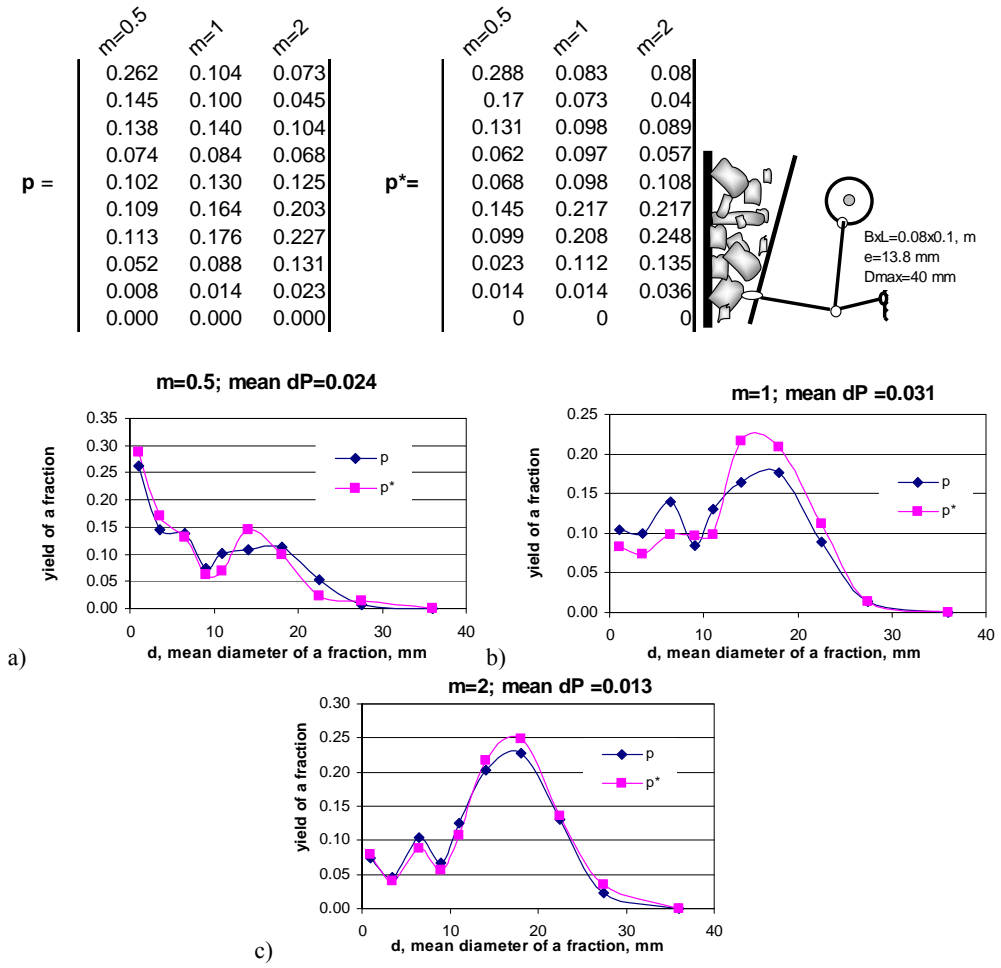 m=0.5 m=1 m=2 m=0.5 m=1 m=2
0.262 0.104 0.073 0.288 0.083 0.08
0.145 0.100 0.045 0.17 0.073 0.04
0.138 0.140 0.104 0.131 0.098 0.089
0.074 0.084 0.068 0.062 0.097 0.057
p = 0.102 0.130 0.125 p*= 0.068 0.098 0.108
0.109 0.164 0.203 0.145 0.217 0.217
0.113 0.176 0.227 0.099 0.208 0.248
0.052 0.088 0.131 0.023 0.112 0.135
0.008 0.014 0.023 0.014 0.014 0.036
0.000 0.000 0.000 0 0 0
BxL=0.08x0.1, m
e=13.8 mm
Dmax=40 mm
m=0.5; mean dP=0.024
yield of a fraction
0.35
0.30
0.25
0.20
0.15
0.10
0.05
0.00
p
p*
0 10 20 30 40
d, mean diameter of a fraction, mm
a)
m=1; mean dP =0.031
yield of a fraction
0.25
0.20
0.15
0.10
0.05
0.00
p
p*
0 10 20 30 40
d, mean diameter of a fraction, mm
b)
m=2; mean dP =0.013
yield of a fraction
0.30
0.25
0.20
0.15
0.10
0.05
0.00
p
p*
0 10 20 30 40
d, mean diameter of a fraction, mm
c)